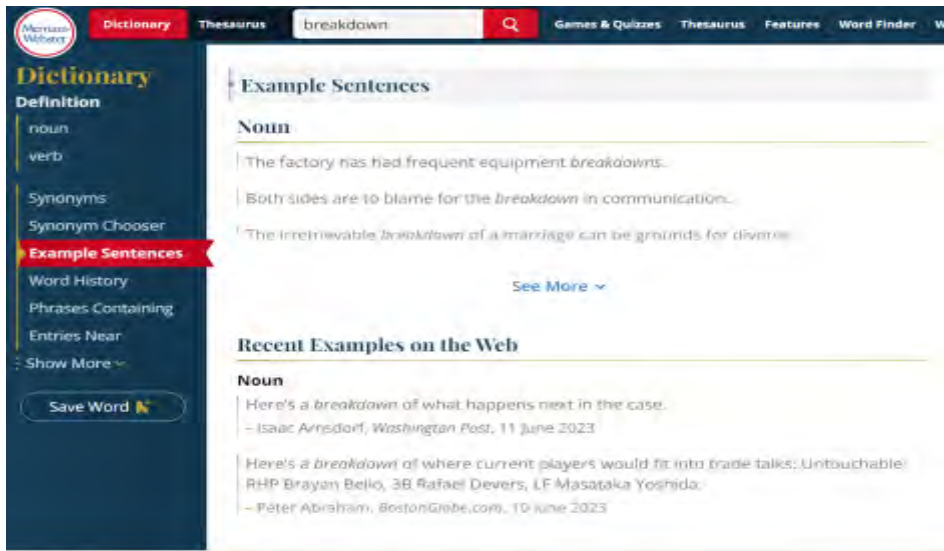 Merriam-
Webster
Dictionary
Thesaurus
breakdown
Games & Quizzes
Thesaurus
Features
Word Finder
W
Dictionary
Definition
noun
verb
Synonyms
Synonym Chooser
Example Sentences
Word History
Phrases Containing
Entries Near
Show More
Save Word
Example Sentences
Noun
The factory has had frequent equipment breakdowns.
Both sides are to blame for the breakdown in communication.
The irretrievable breakdown of a marriage can be grounds for divorce.
See More
Recent Examples on the Web
Noun
Here's a breakdown of what happens next in the case.
– Isaac Arnsdorf, Washington Post, 11 June 2023
Here's a breakdown of where current players would fit into trade talks: Untouchable:
RHP Brayan Bello, 3B Rafael Devers, LF Masataka Yoshida.
– Peter Abraham, BostonGlobe.com, 10 June 2023